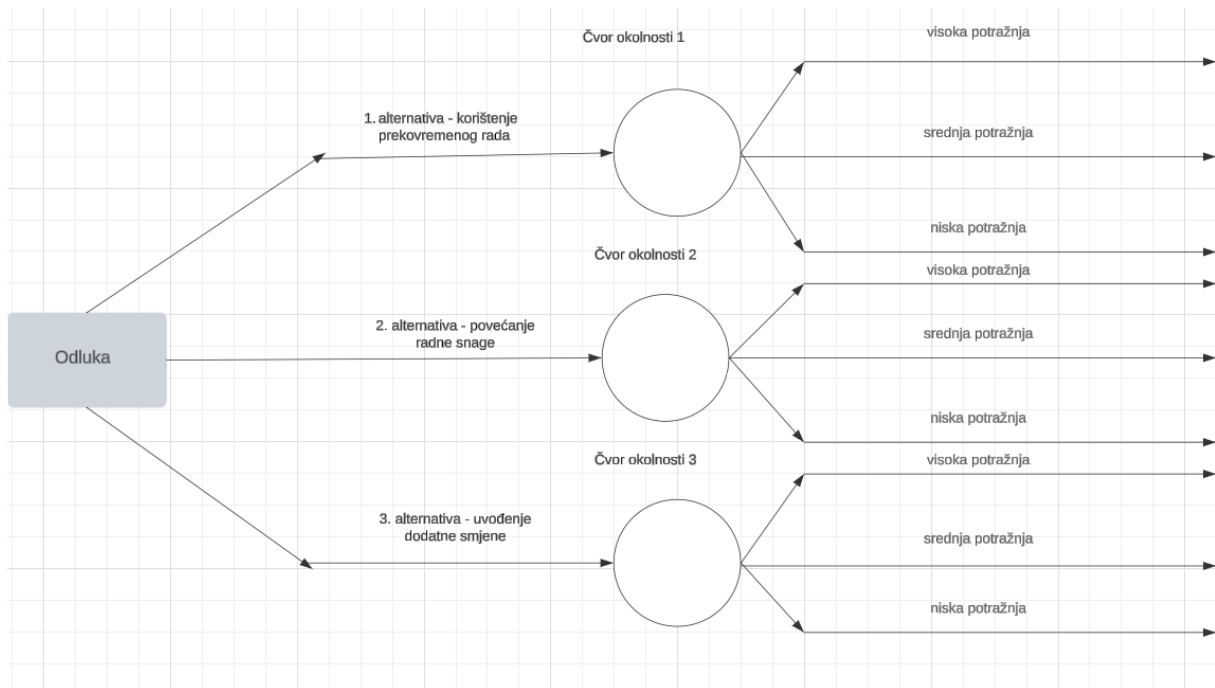 Čvor okolnosti 1
visoka potražnja
1. alternativa - korištenje
prekovremenog rada
srednja potražnja
niska potražnja
Čvor okolnosti 2
visoka potražnja
2. alternativa - povećanje
radne snage
srednja potražnja
Odluka
niska potražnja
Čvor okolnosti 3
visoka potražnja
3. alternativa - uvođenje
dodatne smjene
srednja potražnja
niska potražnja